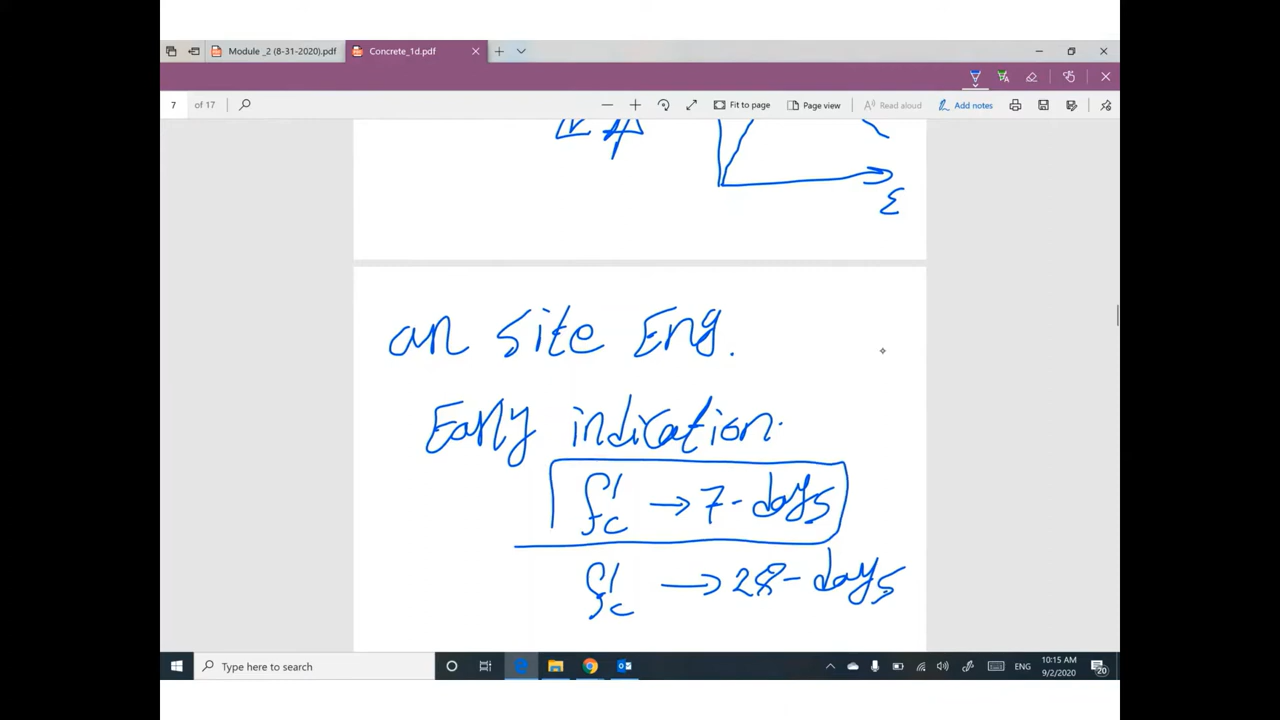 Module _2 (8-31-2020).pdf
Concrete_1d.pdf
7 of 17
Fit to page
Page view
Read aloud
Add notes
ε
an site Eng.
Early indication.
f'c → 7-days
f'c → 28-days
Type here to search
ENG
10:15 AM
9/2/2020
20